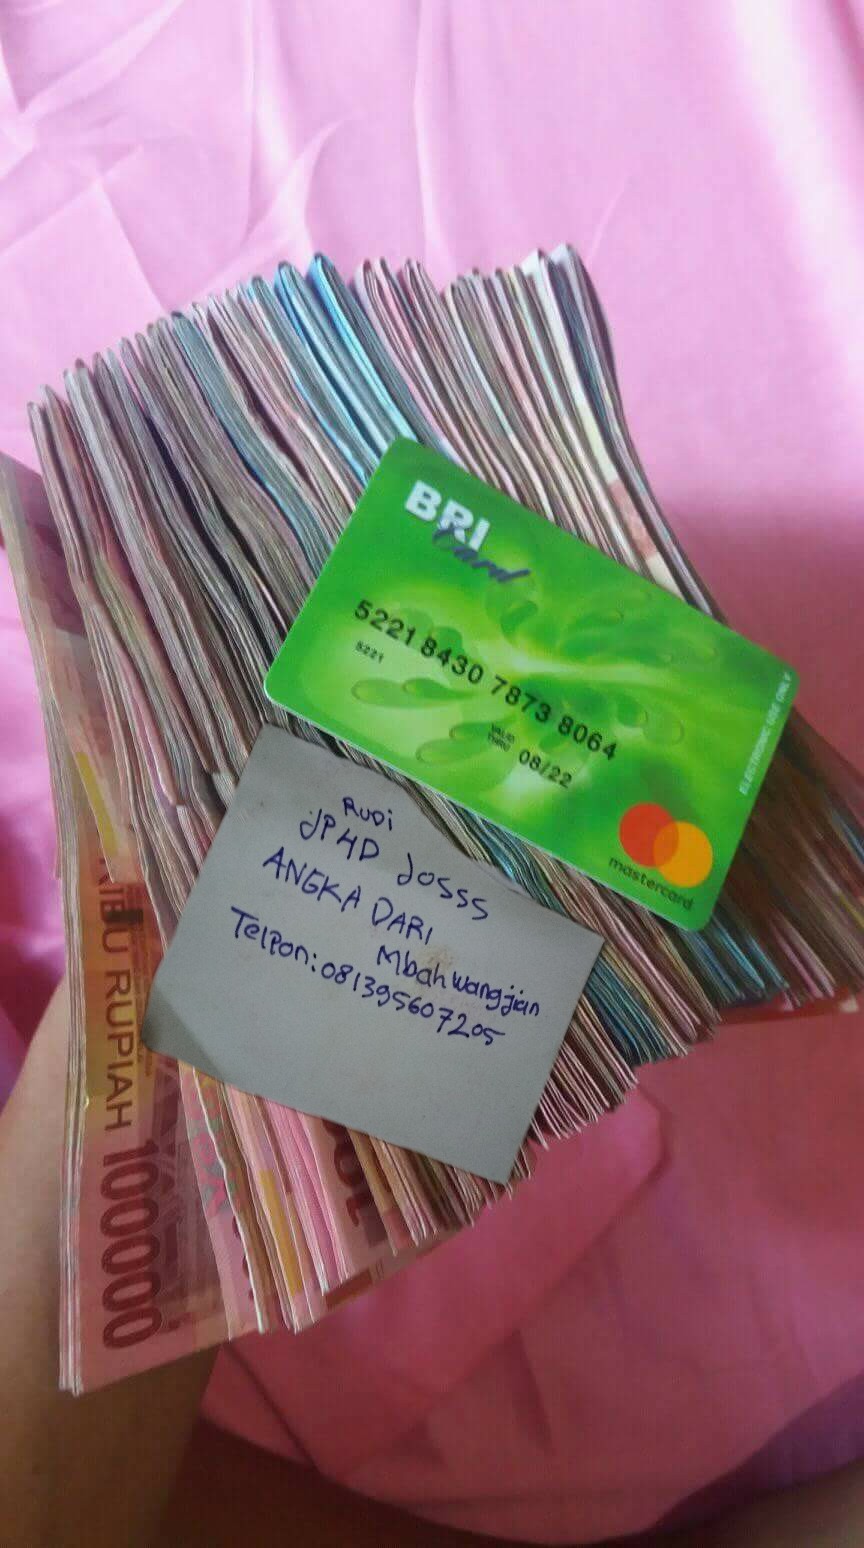 BRI
Card
5221 8430 7873 8064
5221
VALID
THRU 08/22
ELECTRONIC USE ONLY
mastercard
RUDI
JP4D JOSSS
ANGKA DARI
Mbah wangjian
Telpon:081395607205
RIBU RUPIAH
100000